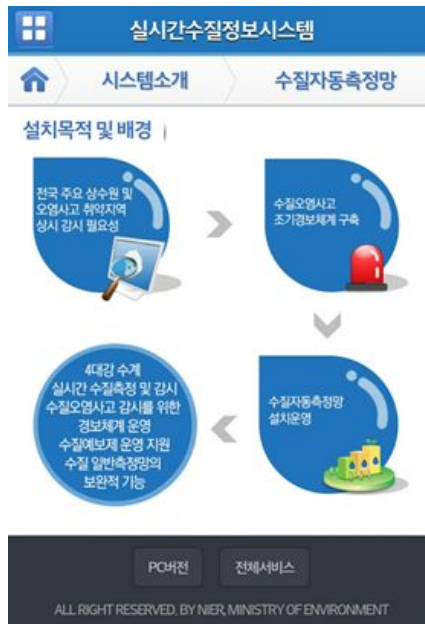 실시간수질정보시스템
시스템소개
수질자동측정망
설치목적 및 배경
전국 주요 상수원 및
오염사고 취약지역
상시 감시 필요성
수질오염사고
조기경보체계 구축
수질자동측정망
설치운영
4대강 수계
실시간 수질측정 및 감시
수질오염사고 감시를 위한
경보체계 운영
수질예보제 운영 지원
수질 일반측정망의
보완적 기능
PC버전
전체서비스
ALL RIGHT RESERVED, BY NIER, MINISTRY OF ENVIRONMENT